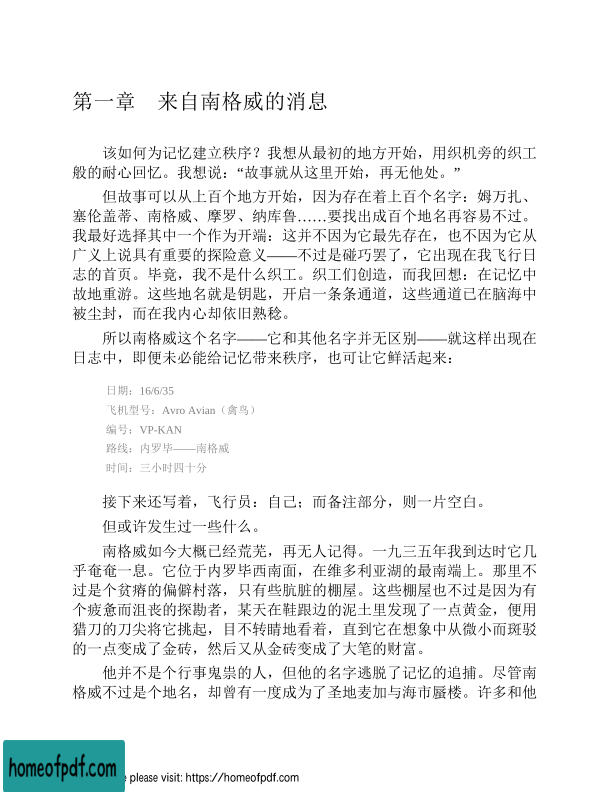 第一章　来自南格威的消息
该如何为记忆建立秩序？我想从最初的地方开始，用织机旁的织工
般的耐心回忆。我想说：“故事就从这里开始，再无他处。”
但故事可以从上百个地方开始，因为存在着上百个名字：姆万扎、
塞伦盖蒂、南格威、摩罗、纳库鲁……要找出成百个地名再容易不过。
我最好选择其中一个作为开端：这并不因为它最先存在，也不因为它从
广义上说具有重要的探险意义——不过是碰巧罢了，它出现在我飞行日
志的首页。毕竟，我不是什么织工。织工们创造，而我回想：在记忆中
故地重游。这些地名就是钥匙，开启一条条通道，这些通道已在脑海中
被尘封，而在我内心却依旧熟稔。
所以南格威这个名字——它和其他名字并无区别——就这样出现在
日志中，即便未必能给记忆带来秩序，也可让它鲜活起来：
日期：16/6/35
飞机型号：Avro Avian（禽鸟）
编号：VP-KAN
路线：内罗毕——南格威
时间：三小时四十分
接下来还写着，飞行员：自己；而备注部分，则一片空白。
但或许发生过一些什么。
南格威如今大概已经荒芜，再无人记得。一九三五年我到达时它几
乎奄奄一息。它位于内罗毕西南面，在维多利亚湖的最南端上。那里不
过是个贫瘠的偏僻村落，只有些肮脏的棚屋。这些棚屋也不过是因为有
个疲惫而沮丧的探勘者，某天在鞋跟边的泥土里发现了一点黄金，便用
猎刀的刀尖将它挑起，目不转睛地看着，直到它在想象中从微小而斑驳
的一点变成了金砖，然后又从金砖变成了大笔的财富。
他并不是个行事鬼祟的人，但他的名字逃脱了记忆的追捕。尽管南
格威不过是个地名，却曾有一度成为了圣地麦加与海市蜃楼。许多和他
homeofpdf.com
please visit: https://homeofpdf.com